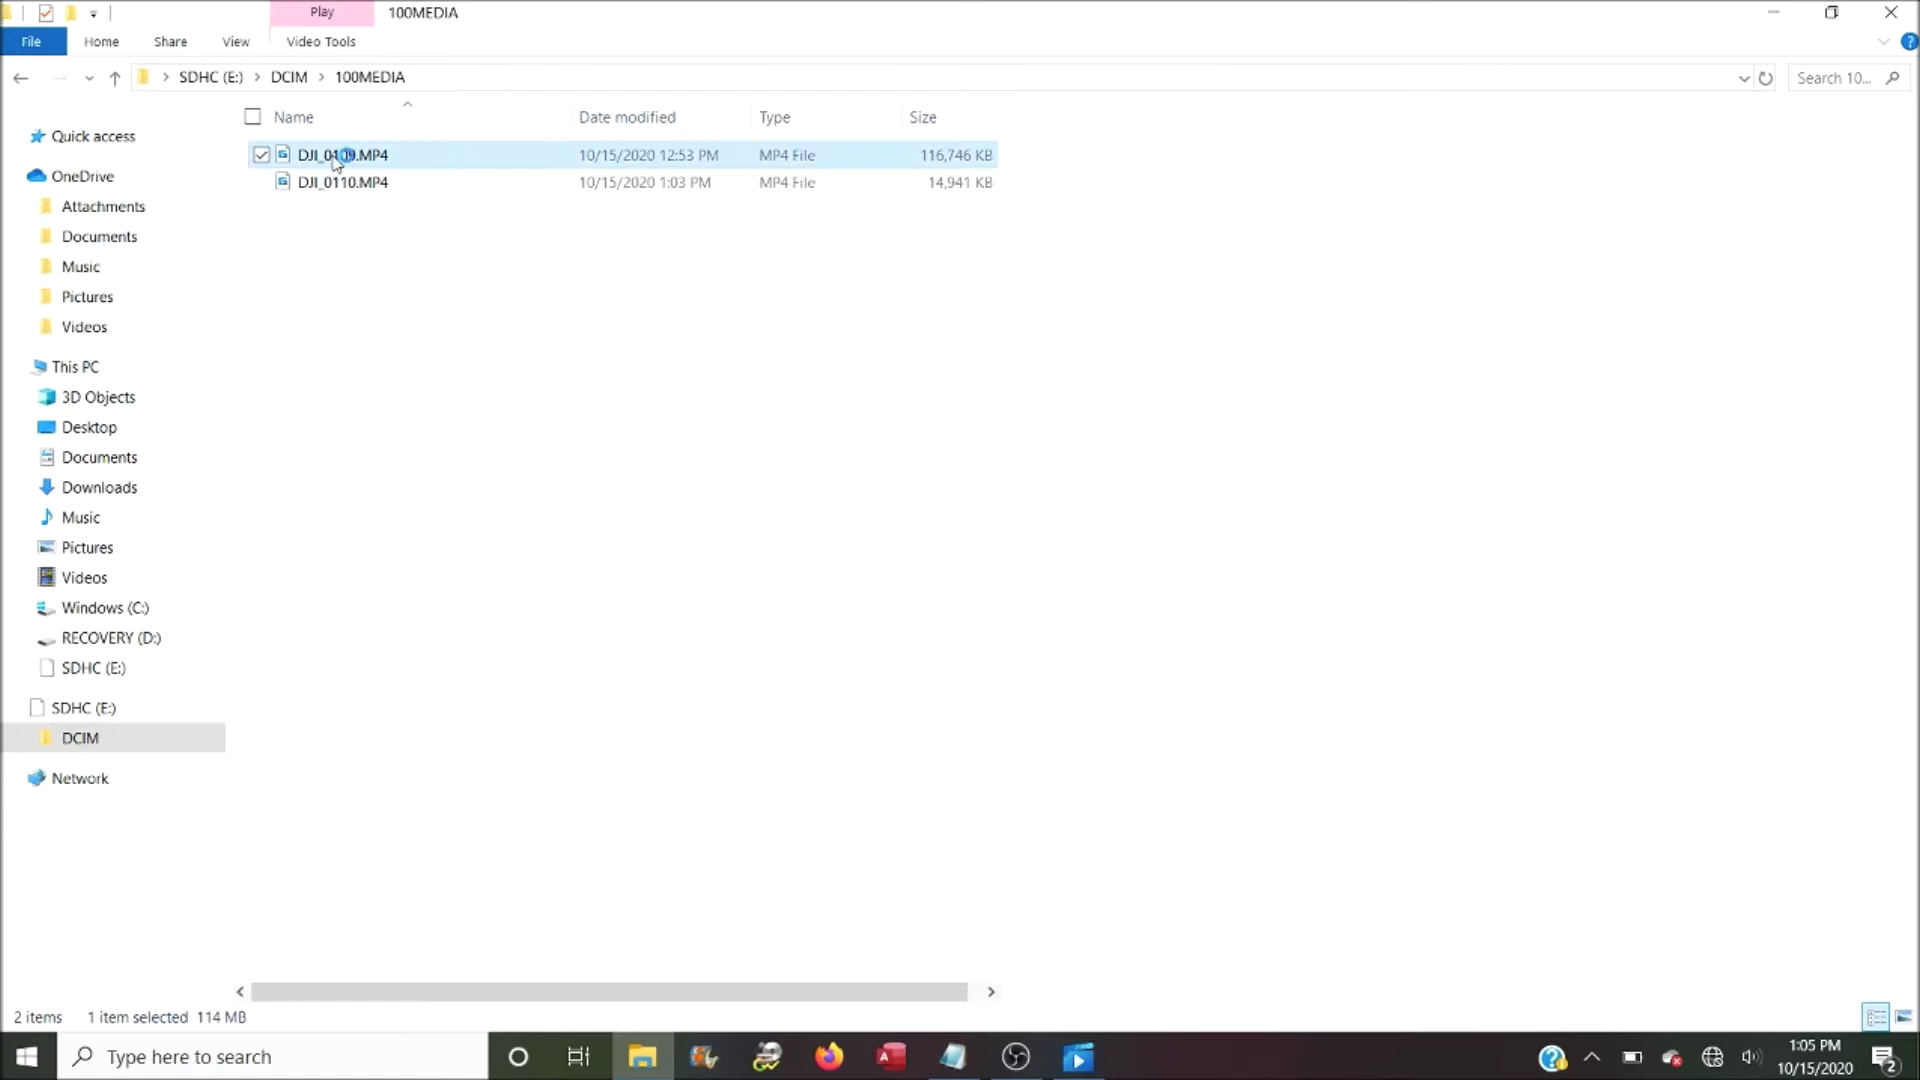 Play
100MEDIA
File
Home
Share
View
Video Tools
SDHC (E:) > DCIM > 100MEDIA
Search 10...
Name
Date modified
Type
Size
DJI_0109.MP4
10/15/2020 12:53 PM
MP4 File
116,746 KB
DJI_0110.MP4
10/15/2020 1:03 PM
MP4 File
14,941 KB
Quick access
OneDrive
Attachments
Documents
Music
Pictures
Videos
This PC
3D Objects
Desktop
Documents
Downloads
Music
Pictures
Videos
Windows (C:)
RECOVERY (D:)
SDHC (E:)
SDHC (E:)
DCIM
Network
2 items
1 item selected 114 MB
Type here to search
1:05 PM
10/15/2020
2